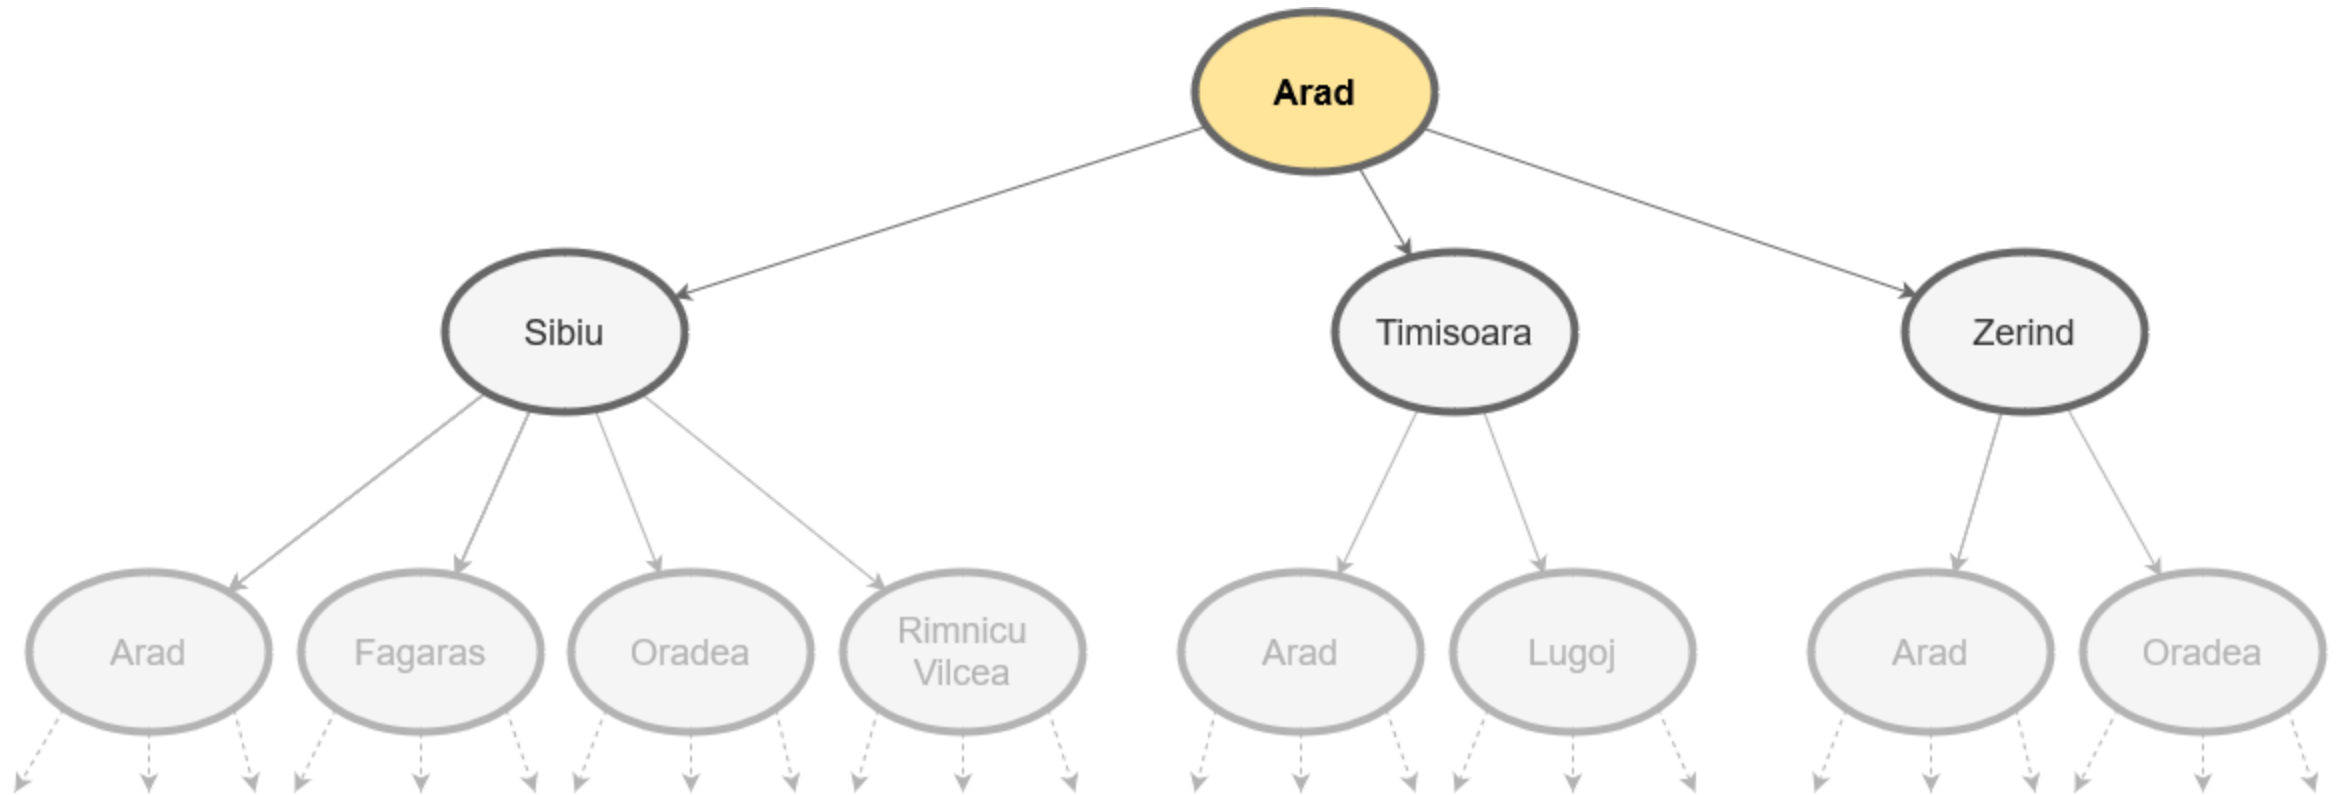 Arad
Sibiu
Timisoara
Zerind
Arad
Fagaras
Oradea
Rimnicu
Vilcea
Arad
Lugoj
Arad
Oradea